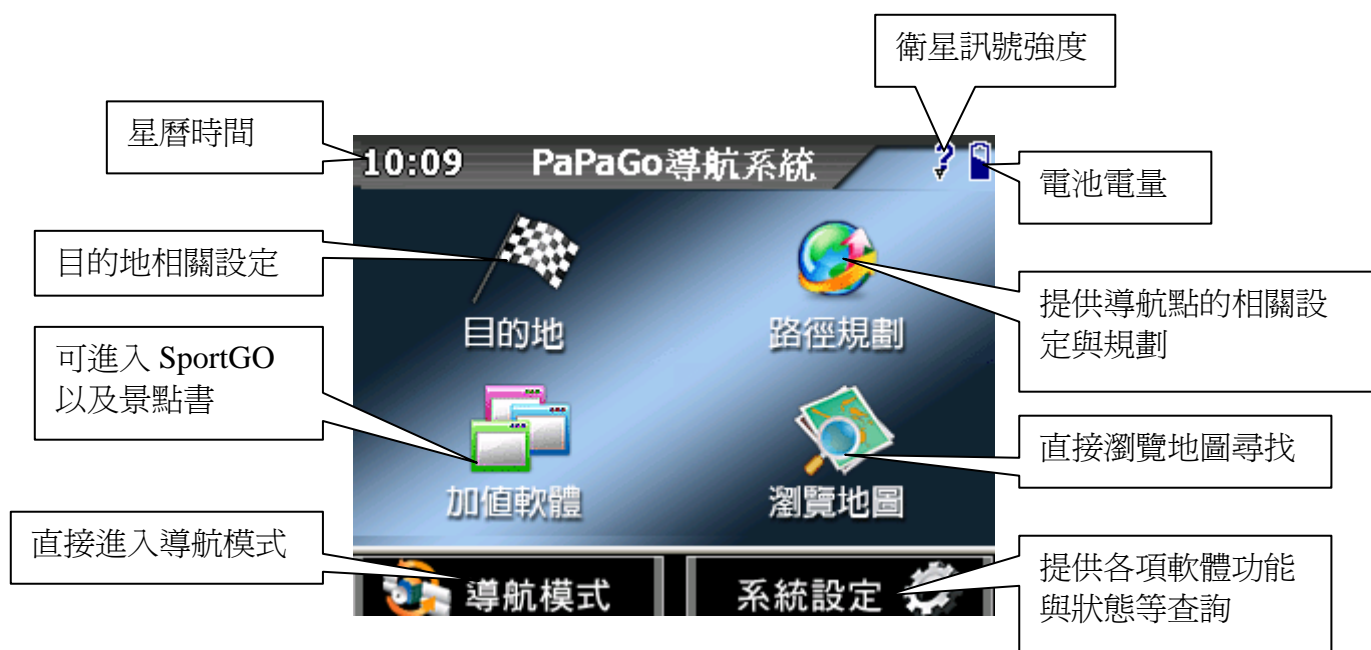 衛星訊號強度
星曆時間
10:09 PaPaGo導航系統
電池電量
目的地相關設定
目的地
路徑規劃
提供導航點的相關設
定與規劃
可進入 SportGO
以及景點書
加值軟體
瀏覽地圖
直接瀏覽地圖尋找
直接進入導航模式
導航模式
系統設定
提供各項軟體功能
與狀態等查詢